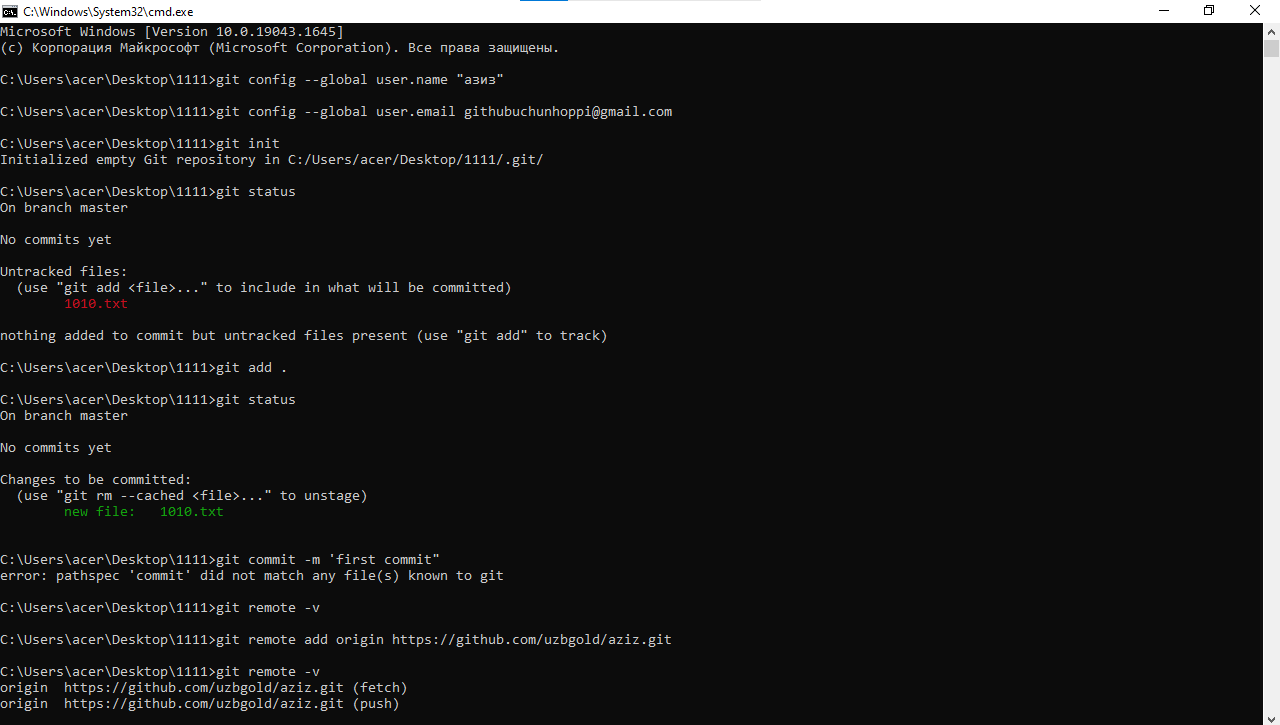 C:\Windows\System32\cmd.exe
Microsoft Windows [Version 10.0.19043.1645]
(c) Корпорация Майкрософт (Microsoft Corporation). Все права защищены.
C:\Users\acer\Desktop\1111>git config --global user.name "азиз"
C:\Users\acer\Desktop\1111>git config --global user.email githubuchunhoppi@gmail.com
C:\Users\acer\Desktop\1111>git init
Initialized empty Git repository in C:/Users/acer/Desktop/1111/.git/
C:\Users\acer\Desktop\1111>git status
On branch master
No commits yet
Untracked files:
  (use "git add <file>..." to include in what will be committed)
        1010.txt
nothing added to commit but untracked files present (use "git add" to track)
C:\Users\acer\Desktop\1111>git add .
C:\Users\acer\Desktop\1111>git status
On branch master
No commits yet
Changes to be committed:
  (use "git rm --cached <file>..." to unstage)
        new file:   1010.txt
C:\Users\acer\Desktop\1111>git commit -m 'first commit"
error: pathspec 'commit' did not match any file(s) known to git
C:\Users\acer\Desktop\1111>git remote -v
C:\Users\acer\Desktop\1111>git remote add origin https://github.com/uzbgold/aziz.git
C:\Users\acer\Desktop\1111>git remote -v
origin  https://github.com/uzbgold/aziz.git (fetch)
origin  https://github.com/uzbgold/aziz.git (push)